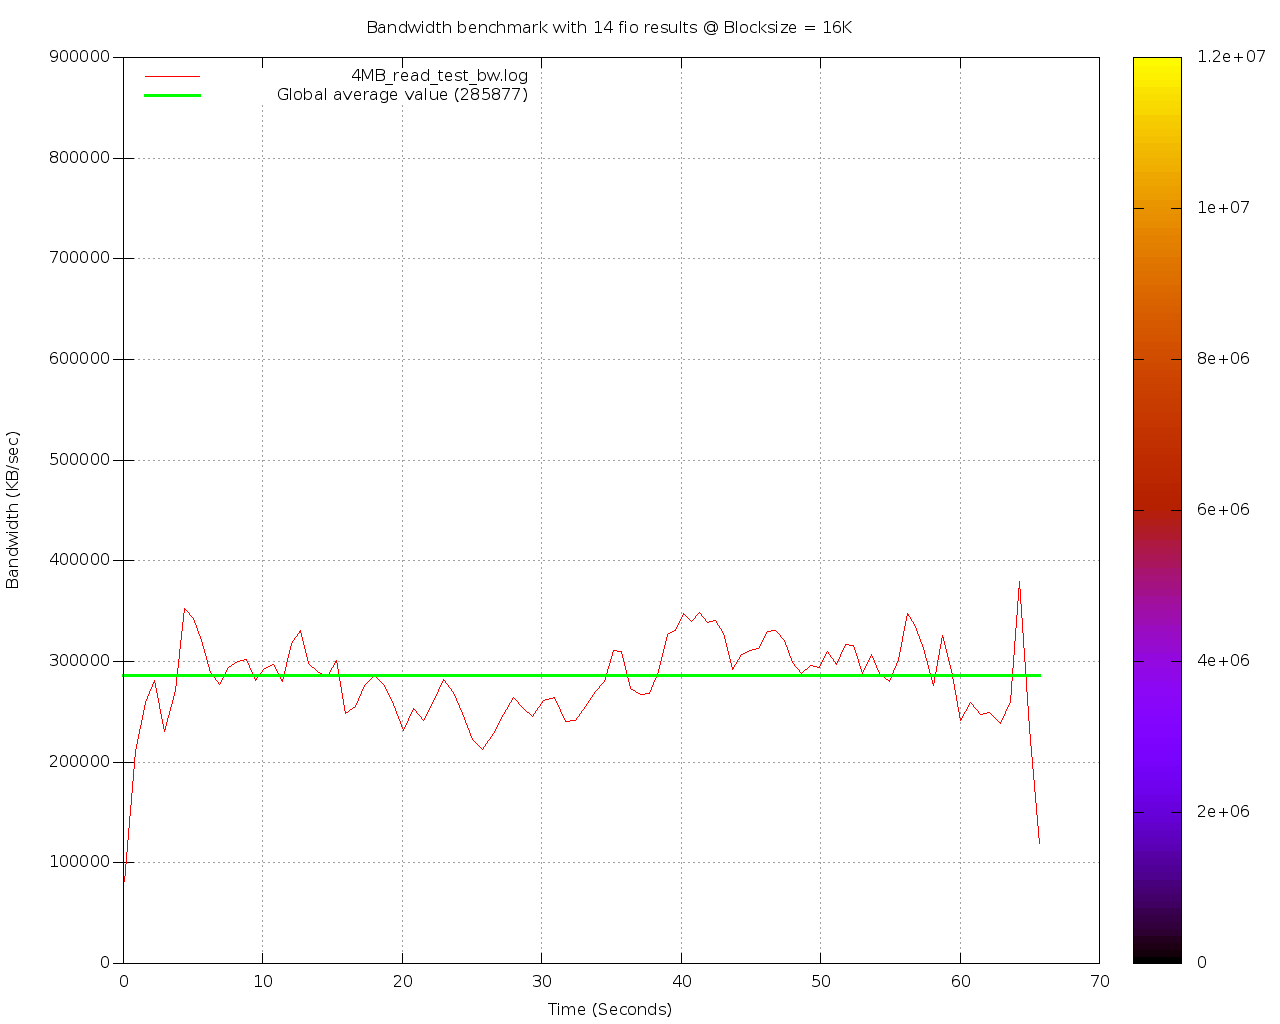 Bandwidth benchmark with 14 fio results @ Blocksize = 16K
4MB_read_test_bw.log
Global average value (285877)
900000
800000
700000
600000
500000
400000
300000
200000
100000
0
Bandwidth (KB/sec)
0 10 20 30 40 50 60 70
Time (Seconds)
1.2e+07
1e+07
8e+06
6e+06
4e+06
2e+06
0